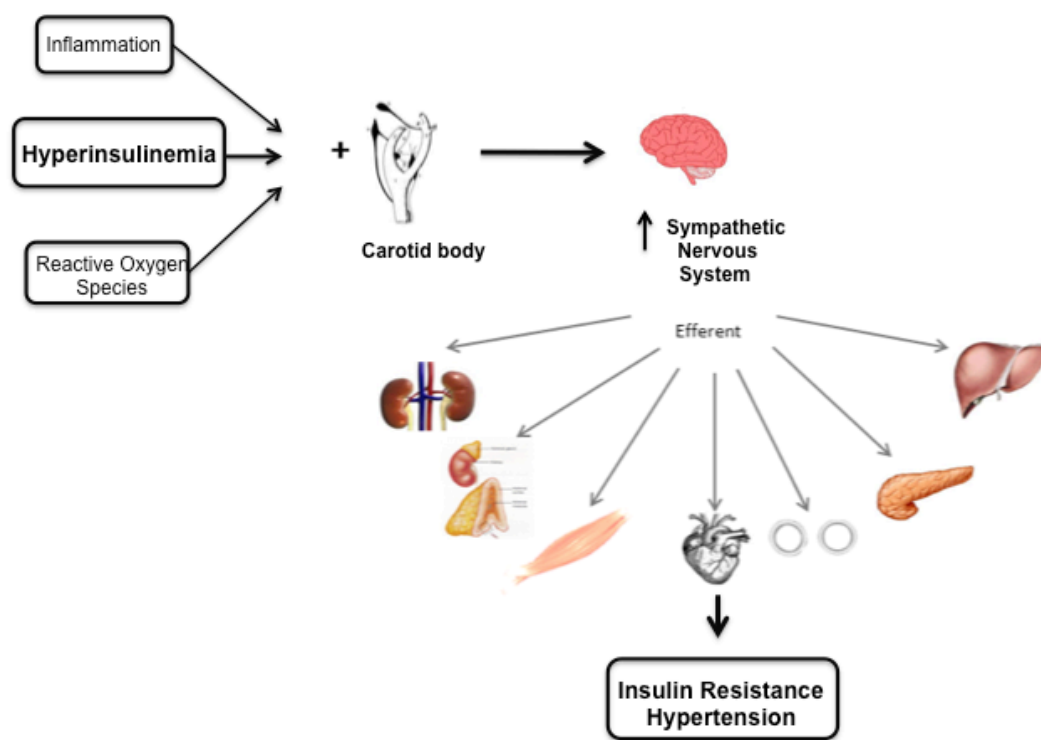 Inflammation
Hyperinsulinemia
Reactive Oxygen
Species
+
Carotid body
Sympathetic
Nervous
System
Efferent
Insulin Resistance
Hypertension